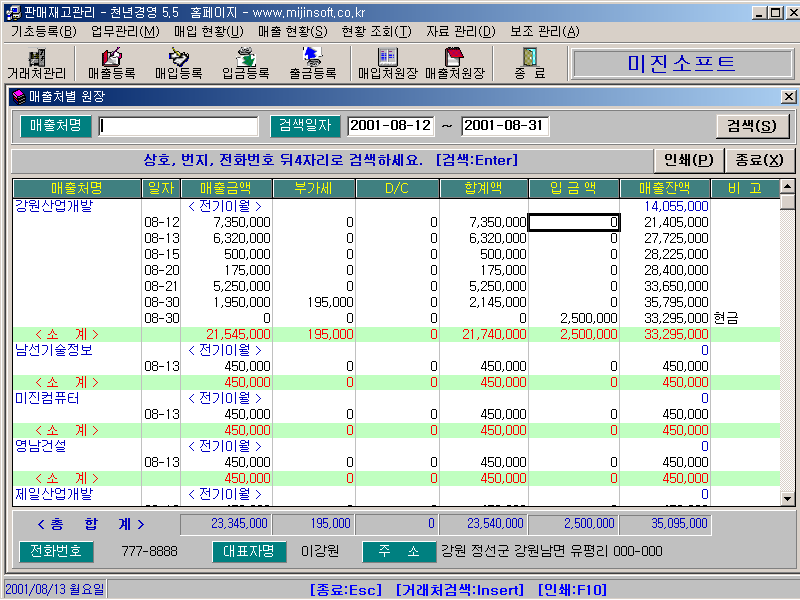 판매재고관리 - 천년경영 5.5 홈페이지 - www.mijinsoft.co.kr
기초등록(B) 업무관리(M) 매입 현황(U) 매출 현황(S) 현황 조회(T) 자료 관리(D) 보조 관리(A)
거래처관리 매출등록 매입등록 입금등록 출금등록 매입처원장 매출처원장 종 료 미진소프트
매출처별 원장
매출처명 검색일자 2001-08-12 ~ 2001-08-31 검색(S)
상호, 번지, 전화번호 뒤4자리로 검색하세요. [검색:Enter] 인쇄(P) 종료(X)
매출처명 일자 매출금액 부가세 D/C 합계액 입 금 액 매출잔액 비 고
강원산업개발 < 전기이월 > 14,055,000
08-12 7,350,000 0 0 7,350,000 0 21,405,000
08-13 6,320,000 0 0 6,320,000 0 27,725,000
08-15 500,000 0 0 500,000 0 28,225,000
08-20 175,000 0 0 175,000 0 28,400,000
08-21 5,250,000 0 0 5,250,000 0 33,650,000
08-30 1,950,000 195,000 0 2,145,000 0 35,795,000
08-30 0 0 0 0 2,500,000 33,295,000 현금
< 소 계 > 21,545,000 195,000 0 21,740,000 2,500,000 33,295,000
남선기술정보 < 전기이월 > 0
08-13 450,000 0 0 450,000 0 450,000
< 소 계 > 450,000 0 0 450,000 0 450,000
미진컴퓨터 < 전기이월 > 0
08-13 450,000 0 0 450,000 0 450,000
< 소 계 > 450,000 0 0 450,000 0 450,000
영남건설 < 전기이월 > 0
08-13 450,000 0 0 450,000 0 450,000
< 소 계 > 450,000 0 0 450,000 0 450,000
제일산업개발 < 전기이월 > 0
< 총 합 계 > 23,345,000 195,000 0 23,540,000 2,500,000 35,095,000
전화번호 777-8888 대표자명 이강원 주 소 강원 정선군 강원남면 유평리 000-000
2001/08/13 월요일 [종료:Esc] [거래처검색:Insert] [인쇄:F10]